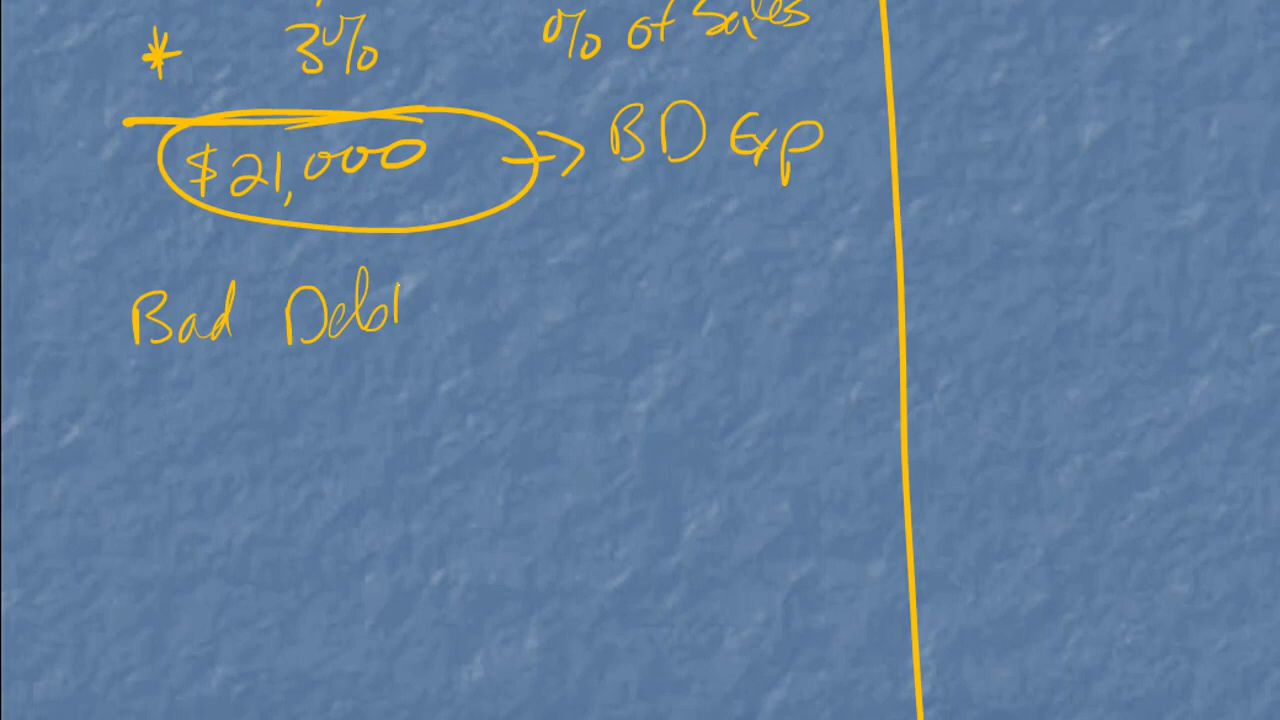 * 3% % of Sales
$21,000 → BD Exp
Bad Debt